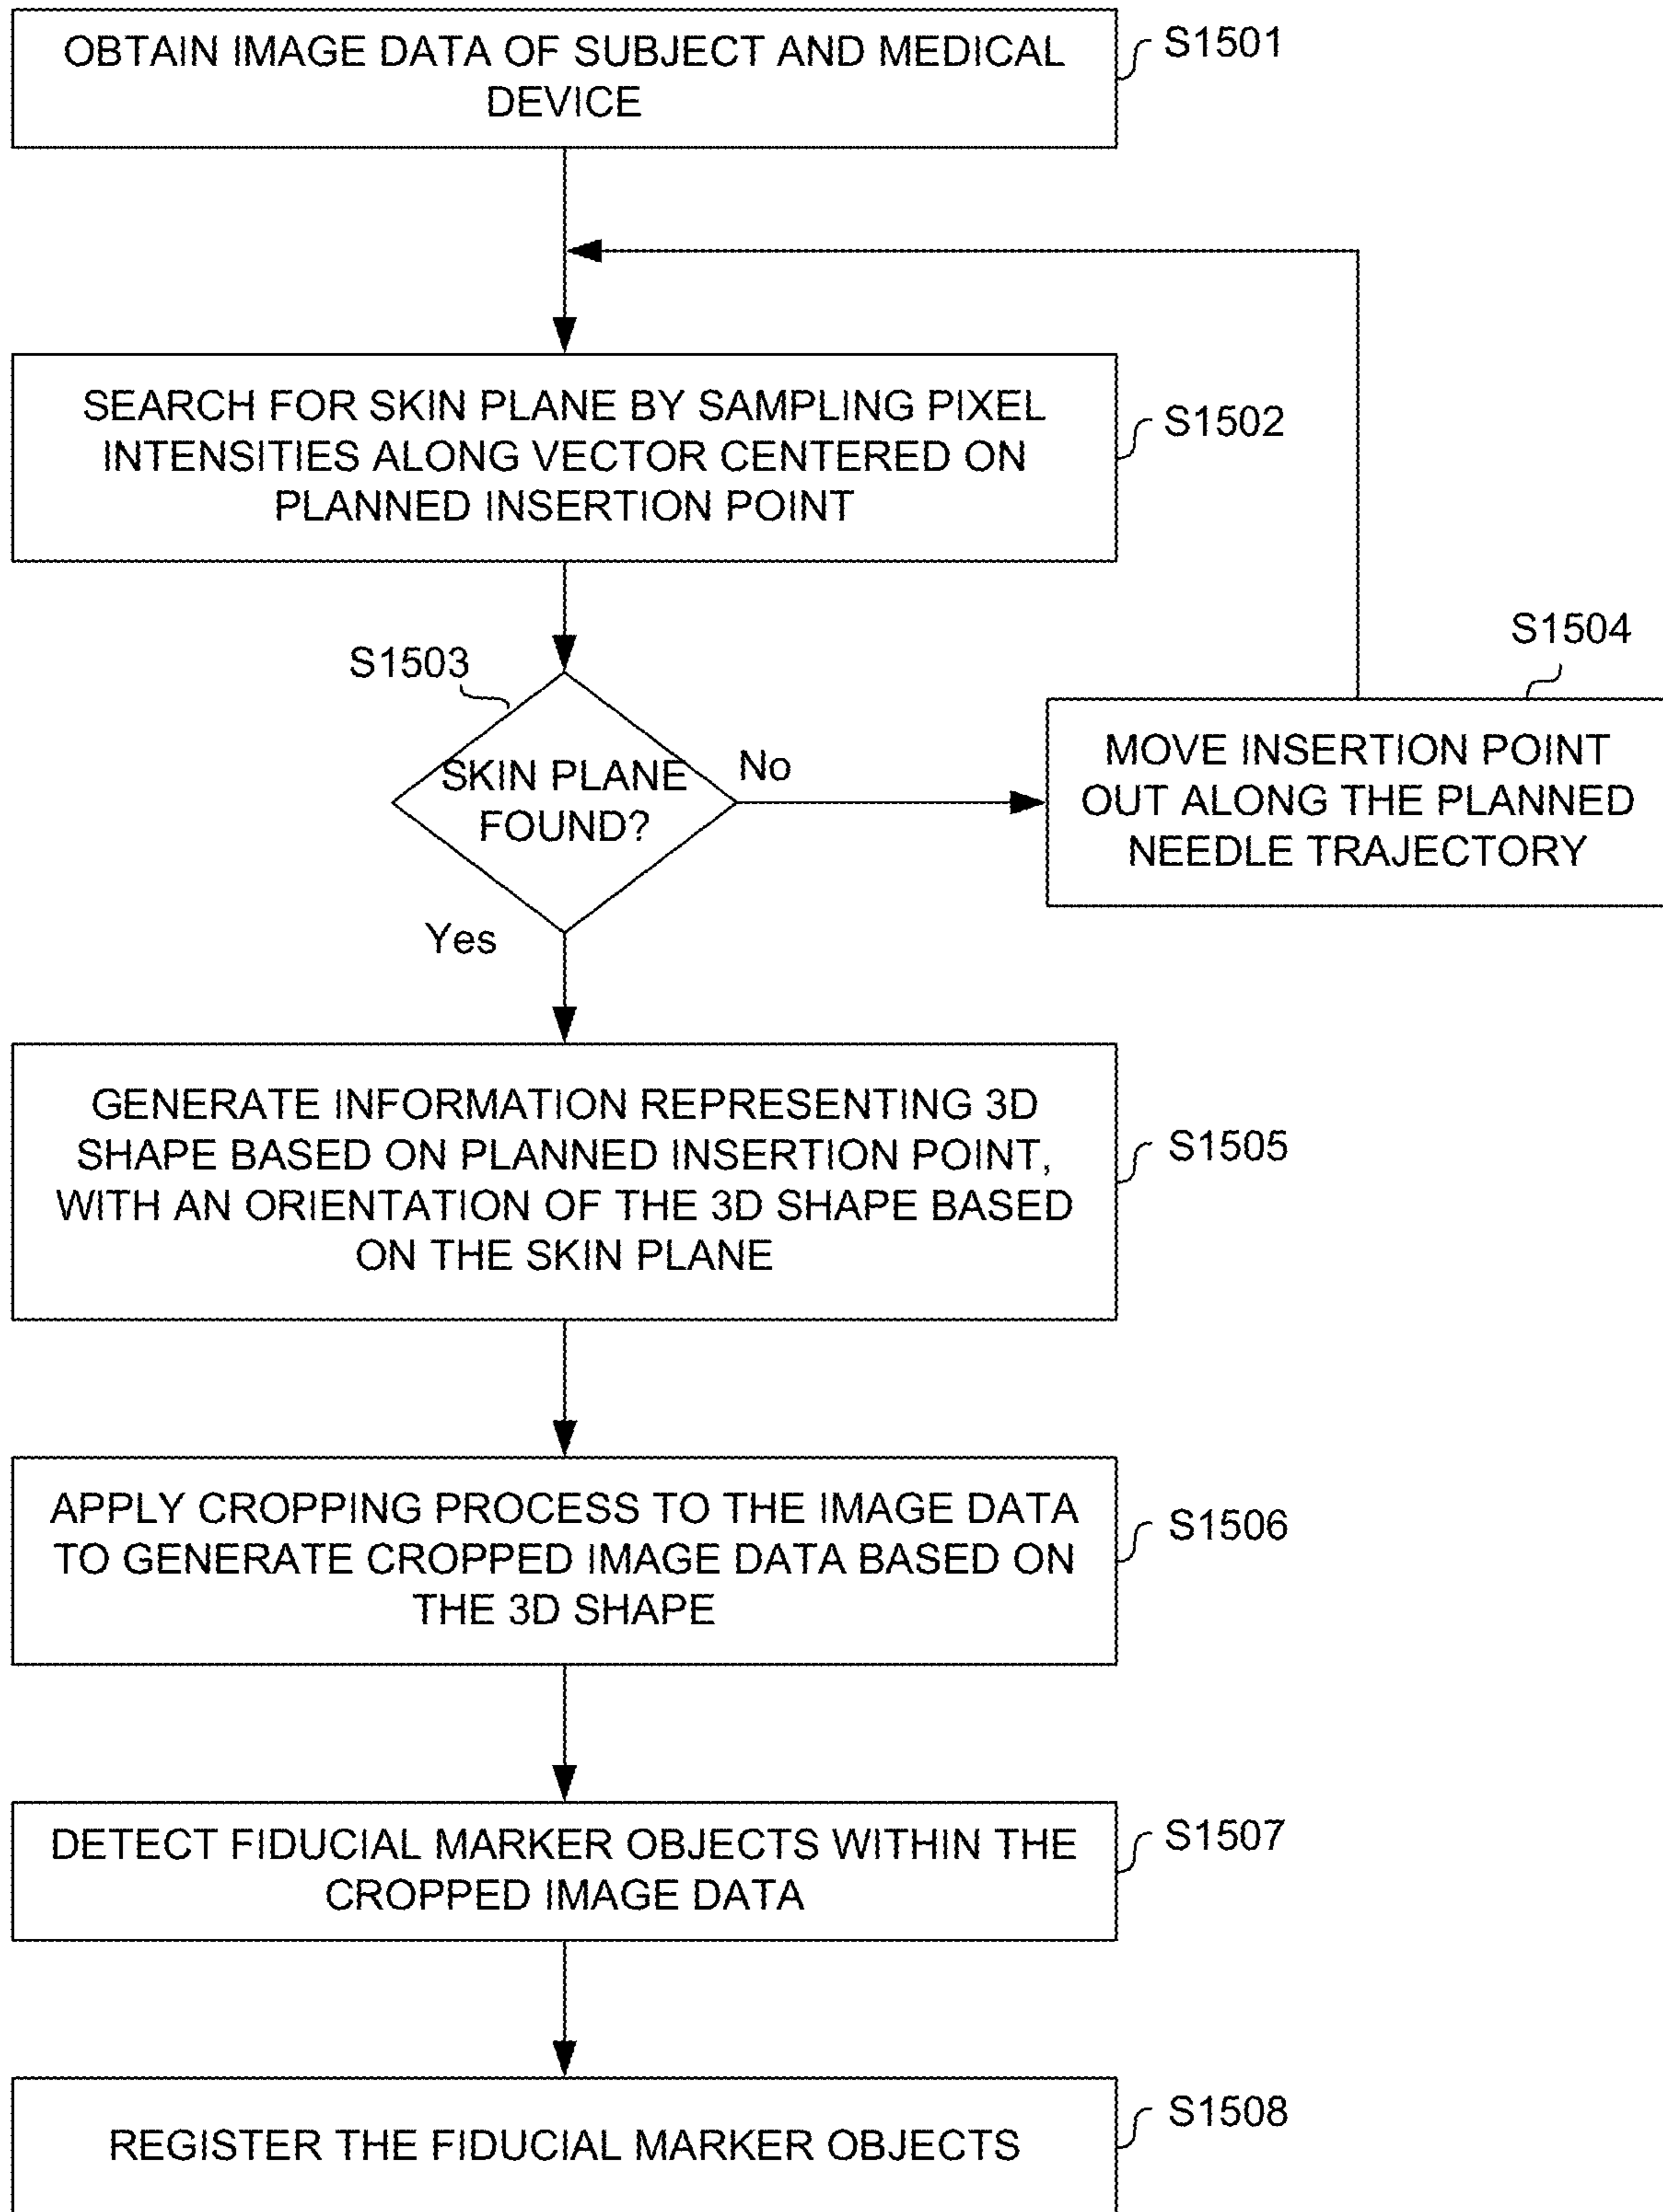 OBTAIN IMAGE DATA OF SUBJECT AND MEDICAL
DEVICE
S1501
SEARCH FOR SKIN PLANE BY SAMPLING PIXEL
INTENSITIES ALONG VECTOR CENTERED ON
PLANNED INSERTION POINT
S1502
S1503
SKIN PLANE
FOUND?
No
Yes
S1504
MOVE INSERTION POINT
OUT ALONG THE PLANNED
NEEDLE TRAJECTORY
GENERATE INFORMATION REPRESENTING 3D
SHAPE BASED ON PLANNED INSERTION POINT,
WITH AN ORIENTATION OF THE 3D SHAPE BASED
ON THE SKIN PLANE
S1505
APPLY CROPPING PROCESS TO THE IMAGE DATA
TO GENERATE CROPPED IMAGE DATA BASED ON
THE 3D SHAPE
S1506
DETECT FIDUCIAL MARKER OBJECTS WITHIN THE
CROPPED IMAGE DATA
S1507
REGISTER THE FIDUCIAL MARKER OBJECTS
S1508